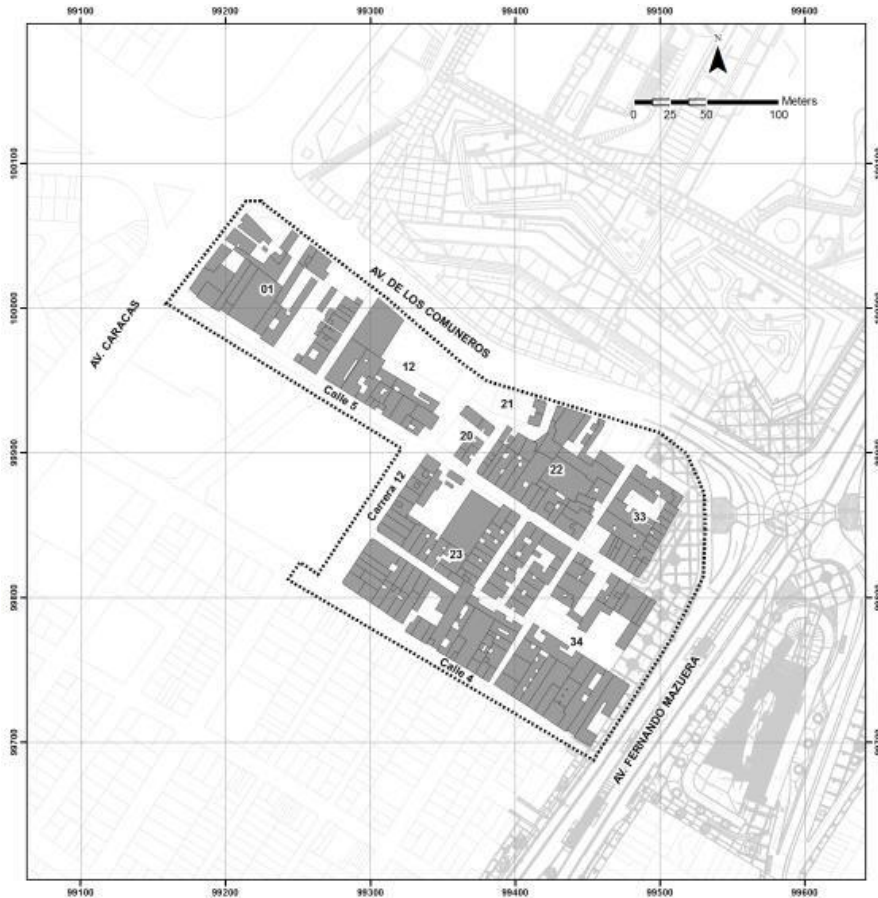 99100 99200 99300 99400 99500 99600
N
Meters
0 25 50 100
100100
AV. DE LOS COMUNEROS
01
AV. CARACAS
100000
12
Calle 5
21
20
99900
22
Carrera 12
33
23
99800
34
Calle 4
AV. FERNANDO MAZUERA
99700
99100 99200 99300 99400 99500 99600